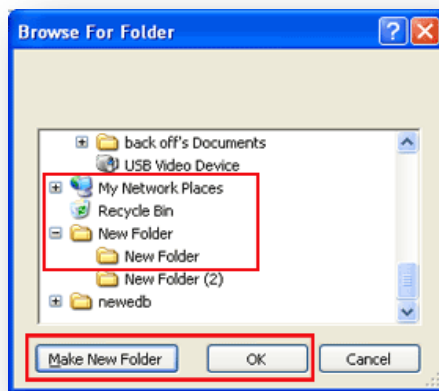 Browse For Folder
back off's Documents
USB Video Device
My Network Places
Recycle Bin
New Folder
New Folder
New Folder (2)
newedb
Make New Folder OK Cancel